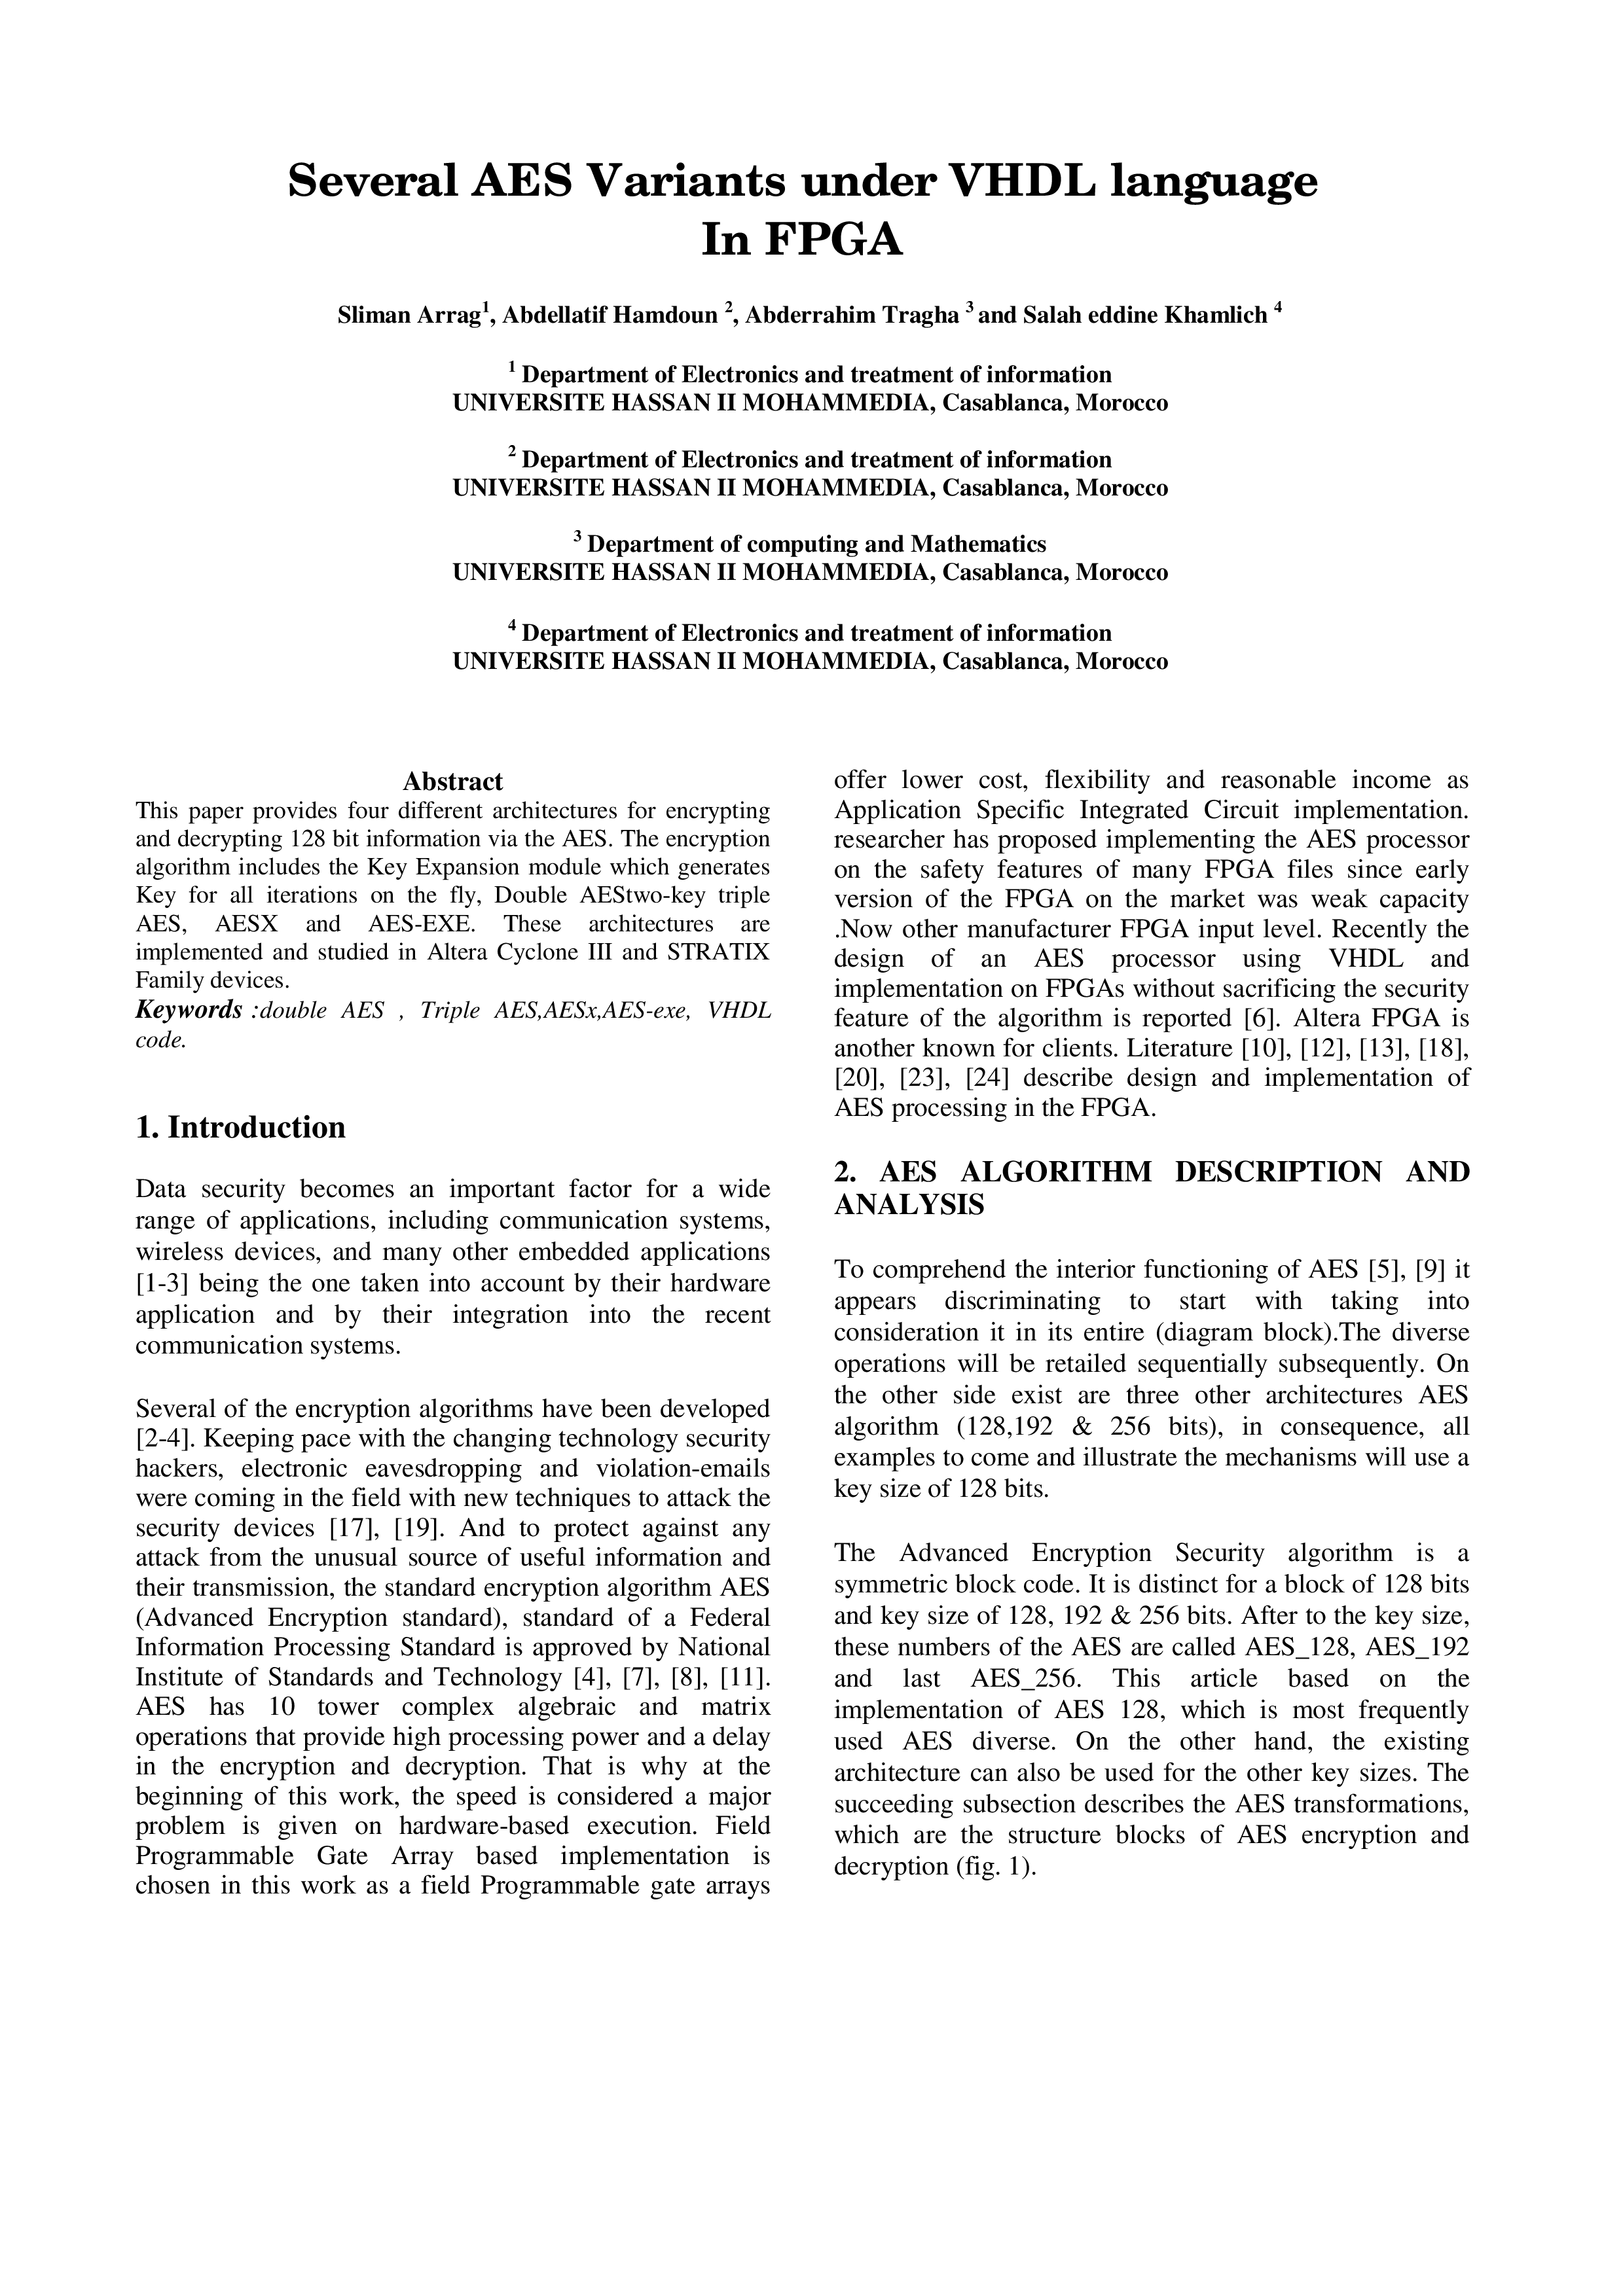 Several AES Variants under VHDL language
In FPGA
Sliman Arrag1, Abdellatif Hamdoun 2, Abderrahim Tragha 3 and Salah eddine Khamlich 4
1 Department of Electronics and treatment of information
UNIVERSITE HASSAN II MOHAMMEDIA, Casablanca, Morocco
2 Department of Electronics and treatment of information
UNIVERSITE HASSAN II MOHAMMEDIA, Casablanca, Morocco
3 Department of computing and Mathematics
UNIVERSITE HASSAN II MOHAMMEDIA, Casablanca, Morocco
4 Department of Electronics and treatment of information
UNIVERSITE HASSAN II MOHAMMEDIA, Casablanca, Morocco
Abstract
This paper provides four different architectures for encrypting
and decrypting 128 bit information via the AES. The encryption
algorithm includes the Key Expansion module which generates
Key for all iterations on the fly, Double AEStwo-key triple
AES, AESX and AES-EXE. These architectures are
implemented and studied in Altera Cyclone III and STRATIX
Family devices.
Keywords :double AES , Triple AES,AESx,AES-exe, VHDL
code.
1. Introduction
Data security becomes an important factor for a wide
range of applications, including communication systems,
wireless devices, and many other embedded applications
[1-3] being the one taken into account by their hardware
application and by their integration into the recent
communication systems.
Several of the encryption algorithms have been developed
[2-4]. Keeping pace with the changing technology security
hackers, electronic eavesdropping and violation-emails
were coming in the field with new techniques to attack the
security devices [17], [19]. And to protect against any
attack from the unusual source of useful information and
their transmission, the standard encryption algorithm AES
(Advanced Encryption standard), standard of a Federal
Information Processing Standard is approved by National
Institute of Standards and Technology [4], [7], [8], [11].
AES has 10 tower complex algebraic and matrix
operations that provide high processing power and a delay
in the encryption and decryption. That is why at the
beginning of this work, the speed is considered a major
problem is given on hardware-based execution. Field
Programmable Gate Array based implementation is
chosen in this work as a field Programmable gate arrays
offer lower cost, flexibility and reasonable income as
Application Specific Integrated Circuit implementation.
researcher has proposed implementing the AES processor
on the safety features of many FPGA files since early
version of the FPGA on the market was weak capacity
.Now other manufacturer FPGA input level. Recently the
design of an AES processor using VHDL and
implementation on FPGAs without sacrificing the security
feature of the algorithm is reported [6]. Altera FPGA is
another known for clients. Literature [10], [12], [13], [18],
[20], [23], [24] describe design and implementation of
AES processing in the FPGA.
2. AES ALGORITHM DESCRIPTION AND
ANALYSIS
To comprehend the interior functioning of AES [5], [9] it
appears discriminating to start with taking into
consideration it in its entire (diagram block).The diverse
operations will be retailed sequentially subsequently. On
the other side exist are three other architectures AES
algorithm (128,192 & 256 bits), in consequence, all
examples to come and illustrate the mechanisms will use a
key size of 128 bits.
The Advanced Encryption Security algorithm is a
symmetric block code. It is distinct for a block of 128 bits
and key size of 128, 192 & 256 bits. After to the key size,
these numbers of the AES are called AES_128, AES_192
and last AES_256. This article based on the
implementation of AES 128, which is most frequently
used AES diverse. On the other hand, the existing
architecture can also be used for the other key sizes. The
succeeding subsection describes the AES transformations,
which are the structure blocks of AES encryption and
decryption (fig. 1).